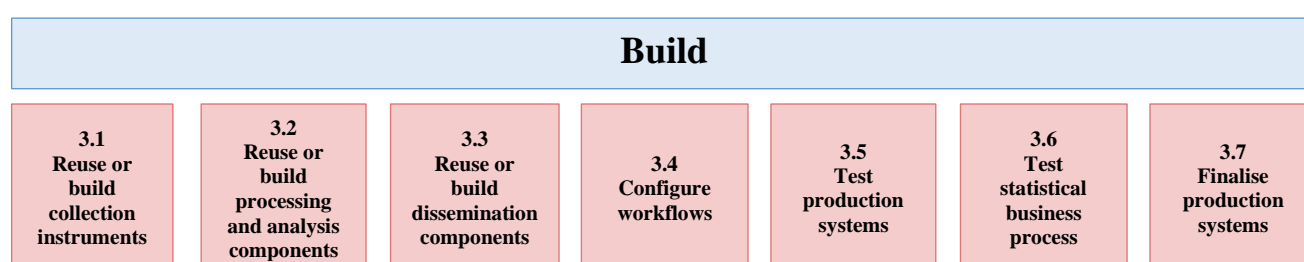 Build
3.1
Reuse or
build
collection
instruments
3.2
Reuse or
build
processing
and analysis
components
3.3
Reuse or
build
dissemination
components
3.4
Configure
workflows
3.5
Test
production
systems
3.6
Test
statistical
business
process
3.7
Finalise
production
systems